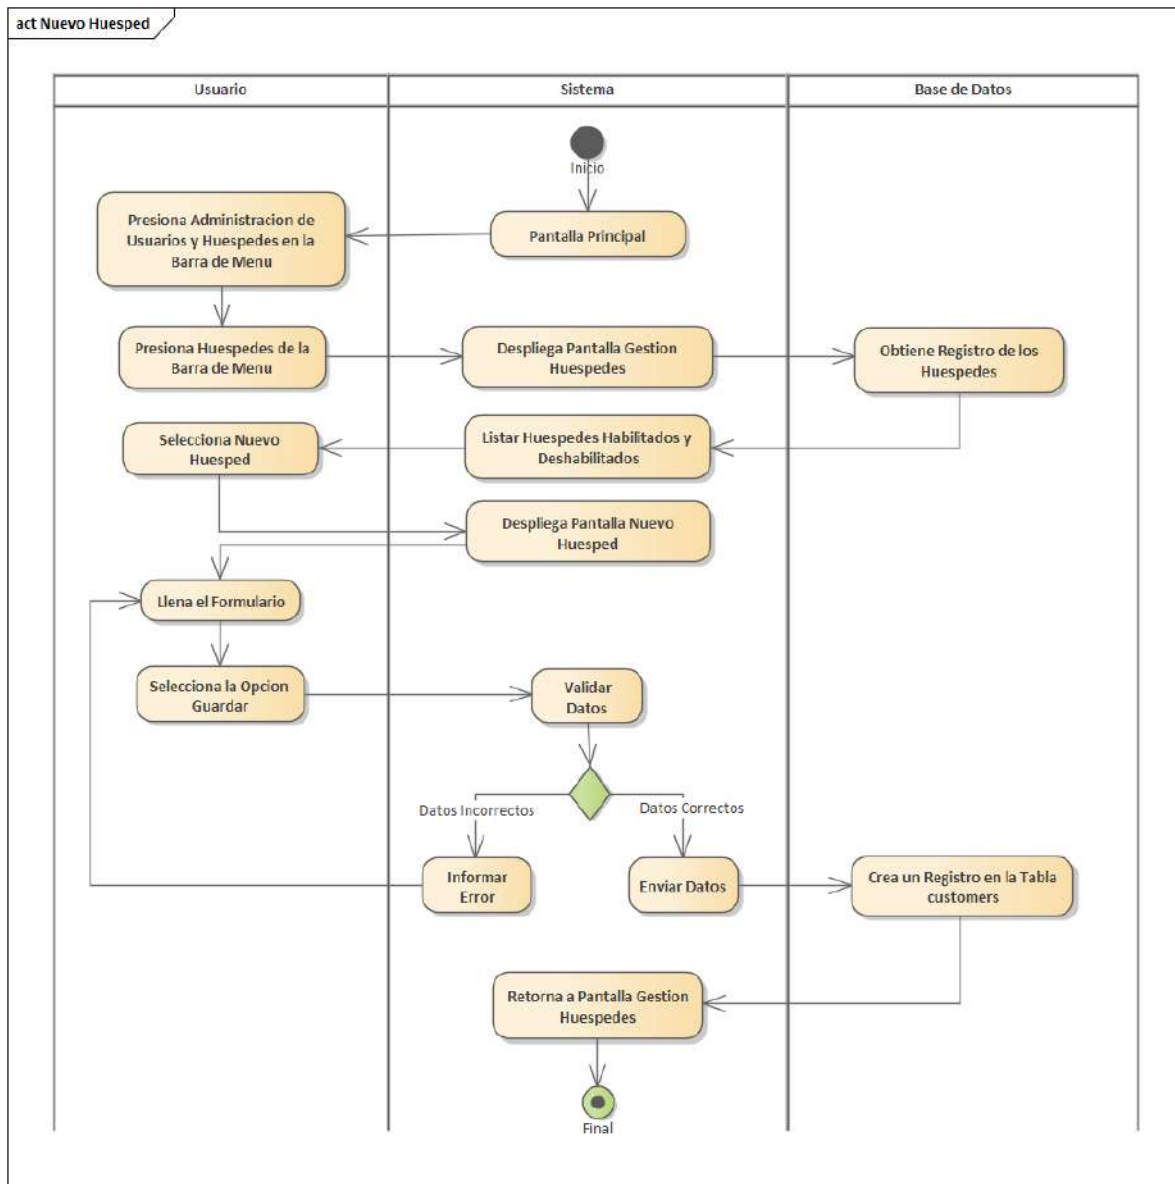 act Nuevo Huesped
Usuario
Sistema
Base de Datos
Inicio
Pantalla Principal
Presiona Administracion de
Usuarios y Huespedes en la
Barra de Menu
Presiona Huespedes de la
Barra de Menu
Despliega Pantalla Gestion
Huespedes
Obtiene Registro de los
Huespedes
Listar Huespedes Habilitados y
Deshabilitados
Selecciona Nuevo
Huesped
Despliega Pantalla Nuevo
Huesped
Llena el Formulario
Selecciona la Opcion
Guardar
Validar
Datos
Datos Incorrectos
Datos Correctos
Informar
Error
Enviar Datos
Crea un Registro en la Tabla
customers
Retorna a Pantalla Gestion
Huespedes
Final